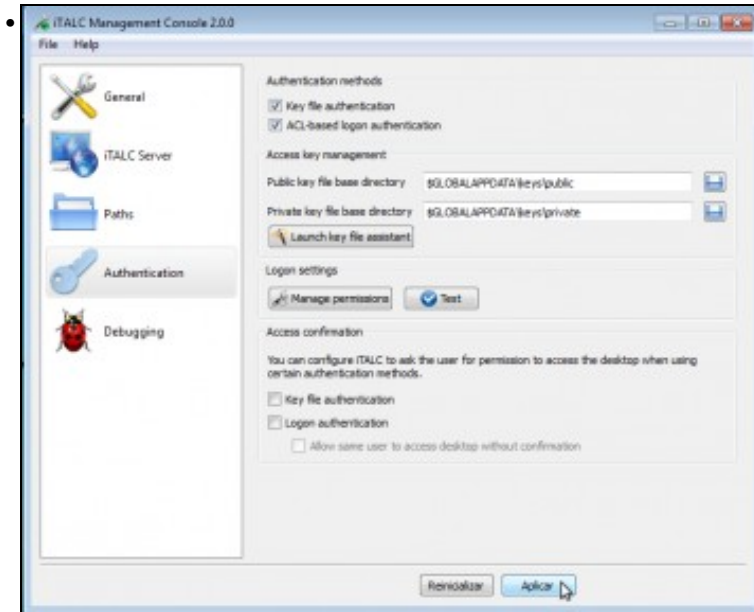 iTALC Management Console 2.0.0
File Help
General
iTALC Server
Paths
Authentication
Debugging
Authentication methods
Key file authentication
ACL-based logon authentication
Access key management
Public key file base directory $GLOBALAPPDATA\keys\public
Private key file base directory $GLOBALAPPDATA\keys\private
Launch key file assistant
Logon settings
Manage permissions Test
Access confirmation
You can configure iTALC to ask the user for permission to access the desktop when using
certain authentication methods.
Key file authentication
Logon authentication
Allow same user to access desktop without confirmation
Reinicializar Aplicar